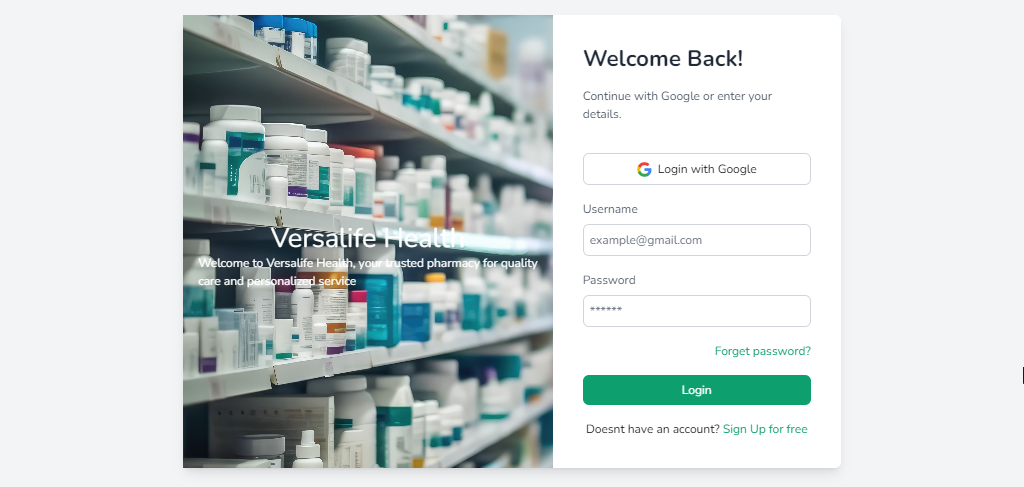 Welcome Back!
Continue with Google or enter your
details.
Login with Google
Username
example@gmail.com
Password
******
Forget password?
Login
Doesnt have an account? Sign Up for free
Versalife Health
Welcome to Versalife Health, your trusted pharmacy for quality
care and personalized service